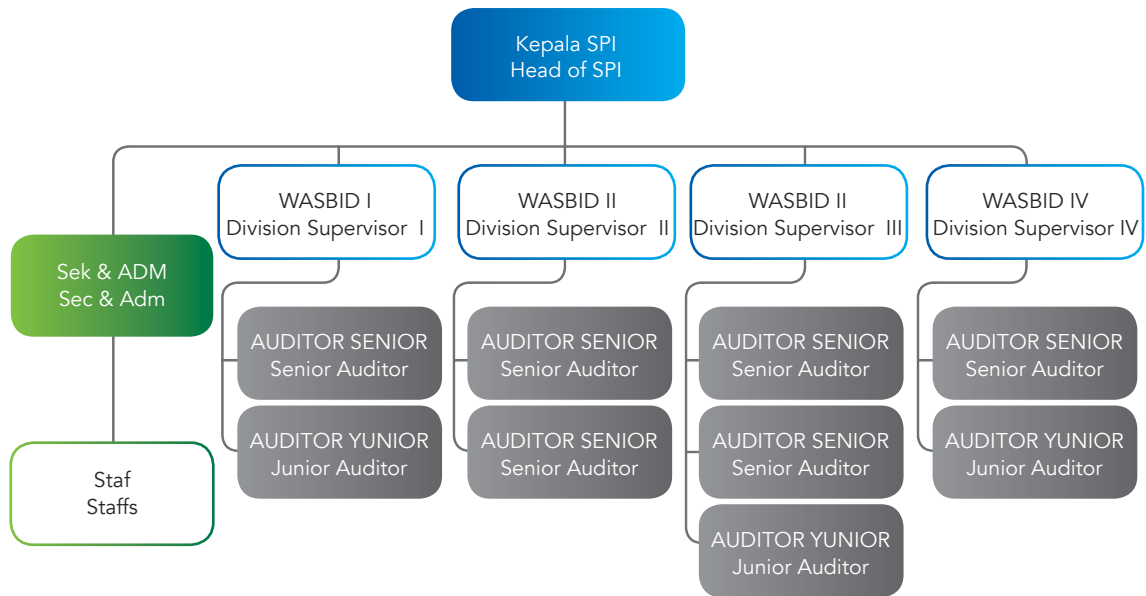 Kepala SPI
Head of SPI
WASBID I
Division Supervisor I
WASBID II
Division Supervisor II
WASBID II
Division Supervisor III
WASBID IV
Division Supervisor IV
Sek & ADM
Sec & Adm
AUDITOR SENIOR
Senior Auditor
AUDITOR SENIOR
Senior Auditor
AUDITOR SENIOR
Senior Auditor
AUDITOR SENIOR
Senior Auditor
AUDITOR YUNIOR
Junior Auditor
AUDITOR SENIOR
Senior Auditor
AUDITOR SENIOR
Senior Auditor
AUDITOR YUNIOR
Junior Auditor
Staf
Staffs
AUDITOR YUNIOR
Junior Auditor